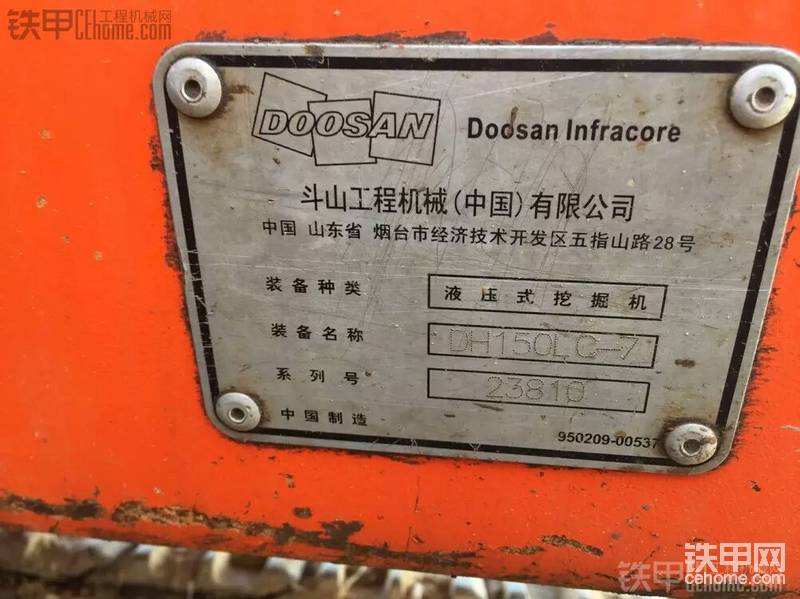 铁甲 工程机械网
CEhome.com
DOOSAN Doosan Infracore
斗山工程机械(中国)有限公司
中国 山东省 烟台市经济技术开发区五指山路28号
装备种类 液压式挖掘机
装备名称 DH150LC-7
系列号 23810
中国制造
950209-00537
铁甲网
cehome.com